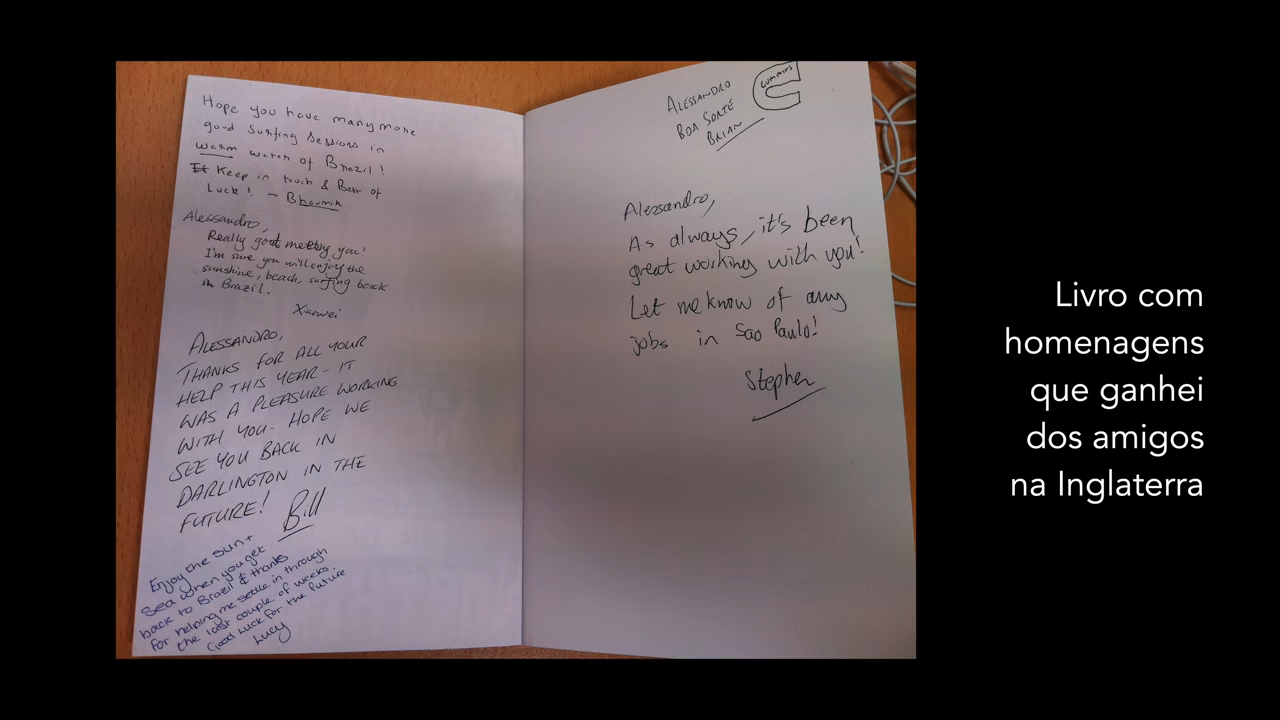 Hope you have many more
good surfing sessions in
warm water of Brazil!
It Keep in tuch & Best of
Luck! - Bhaumik
Alessandro,
Really good meeting you!
I'm sure you will enjoy the
sunshine, beach, surfing back
in Brazil.
Xiaowei
ALESSANDRO,
THANKS FOR ALL YOUR
HELP THIS YEAR - IT
WAS A PLEASURE WORKING
WITH YOU. HOPE WE
SEE YOU BACK IN
DARLINGTON IN THE
FUTURE!
Bill
Enjoy the sun +
sea when you get
back to Brazil & thanks
for helping me settle in through
the last couple of weeks.
Good Luck for the future
Lucy
CUMMINS
ALESSANDRO
BOA SORTE
BRIAN
Alessandro,
As always, it's been
great working with you!
Let me know of any
jobs in Sao Paulo!
Stephen
Livro com
homenagens
que ganhei
dos amigos
na Inglaterra